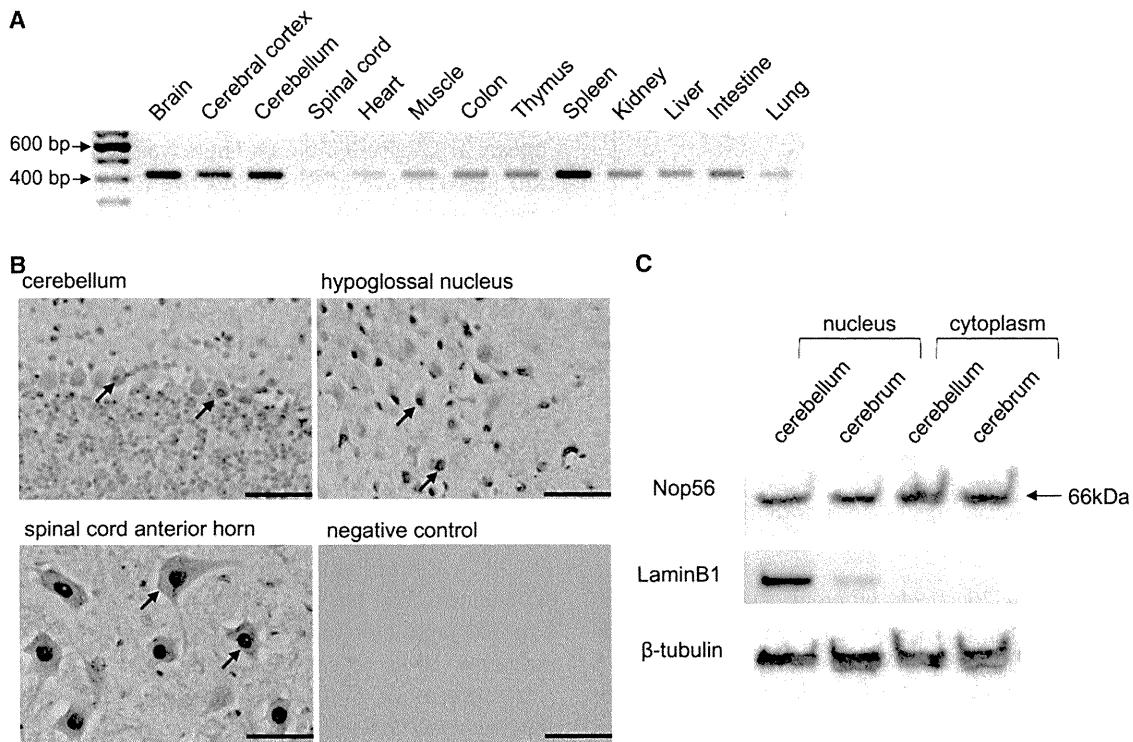 A
Brain
Cerebral cortex
Cerebellum
Spinal cord
Heart
Muscle
Colon
Thymus
Spleen
Kidney
Liver
Intestine
Lung
600 bp
400 bp
B
cerebellum
hypoglossal nucleus
spinal cord anterior horn
negative control
C
nucleus
cytoplasm
cerebellum
cerebrum
cerebellum
cerebrum
Nop56
66kDa
LaminB1
β-tubulin